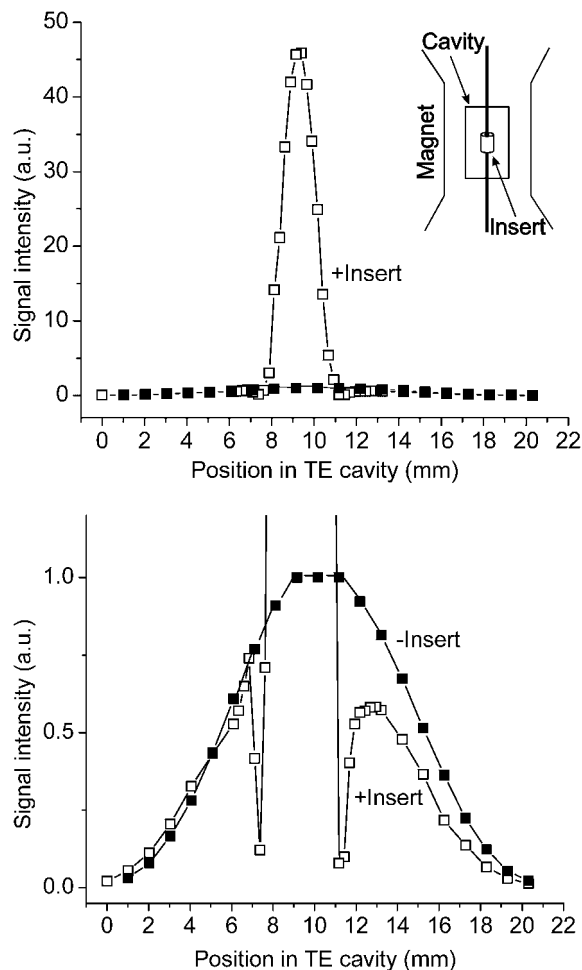 50
40
30
20
10
0
Signal intensity (a.u.)
Cavity
Magnet
Insert
+Insert
0 2 4 6 8 10 12 14 16 18 20 22
Position in TE cavity (mm)
1.0
0.5
0.0
Signal intensity (a.u.)
-Insert
+Insert
0 2 4 6 8 10 12 14 16 18 20 22
Position in TE cavity (mm)